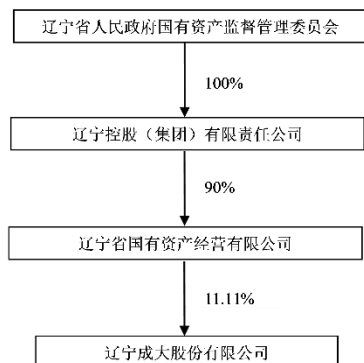 辽宁省人民政府国有资产监督管理委员会
100%
辽宁控股（集团）有限责任公司
90%
辽宁省国有资产经营有限公司
11.11%
辽宁成大股份有限公司